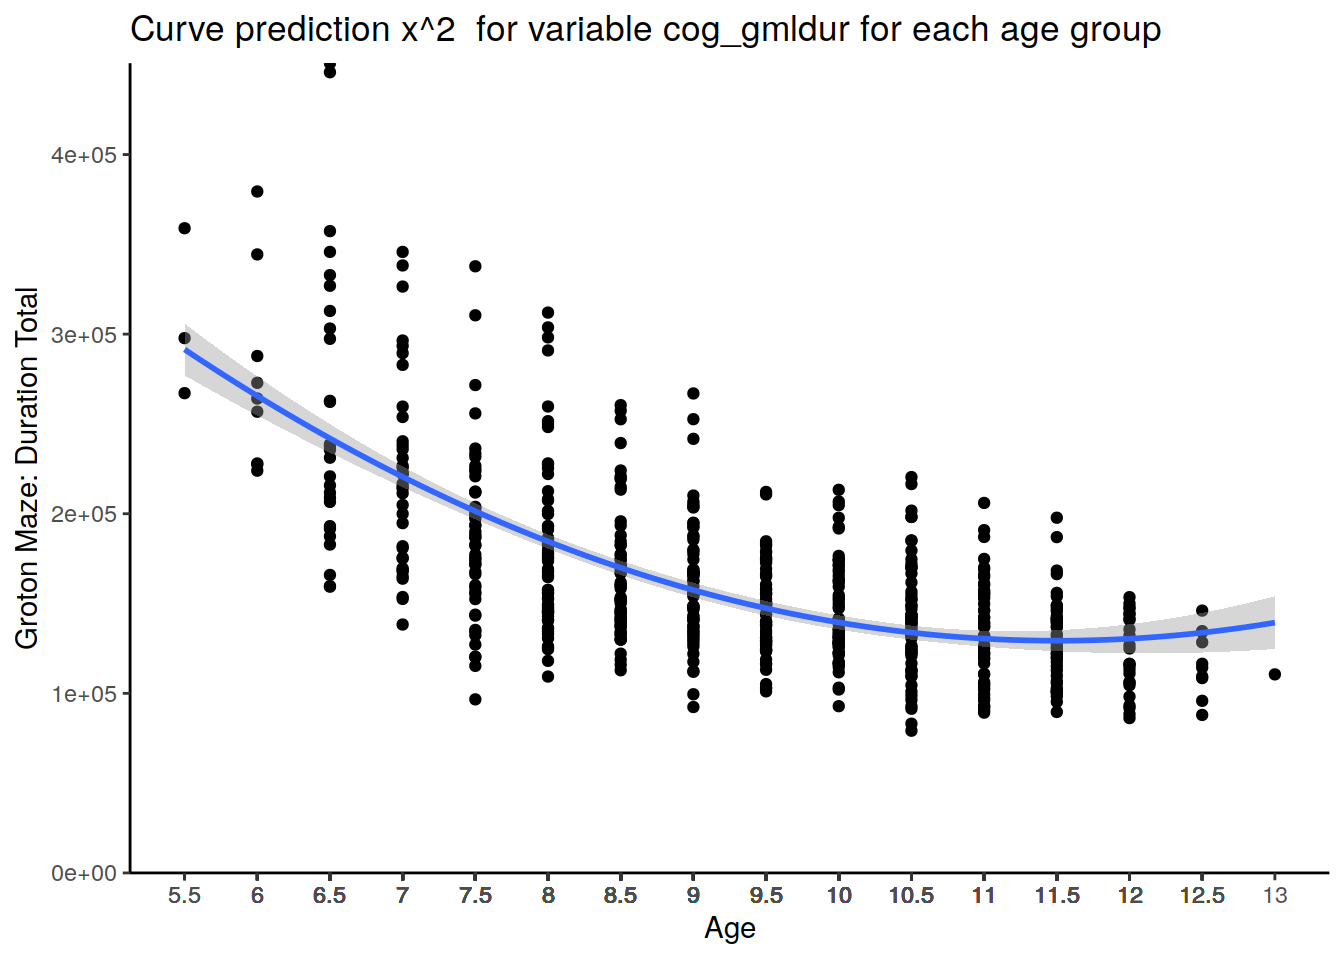 Curve prediction x^2  for variable cog_gmldur for each age group
Groton Maze: Duration Total
4e+05
3e+05
2e+05
1e+05
0e+00
5.5 6 6.5 7 7.5 8 8.5 9 9.5 10 10.5 11 11.5 12 12.5 13
Age